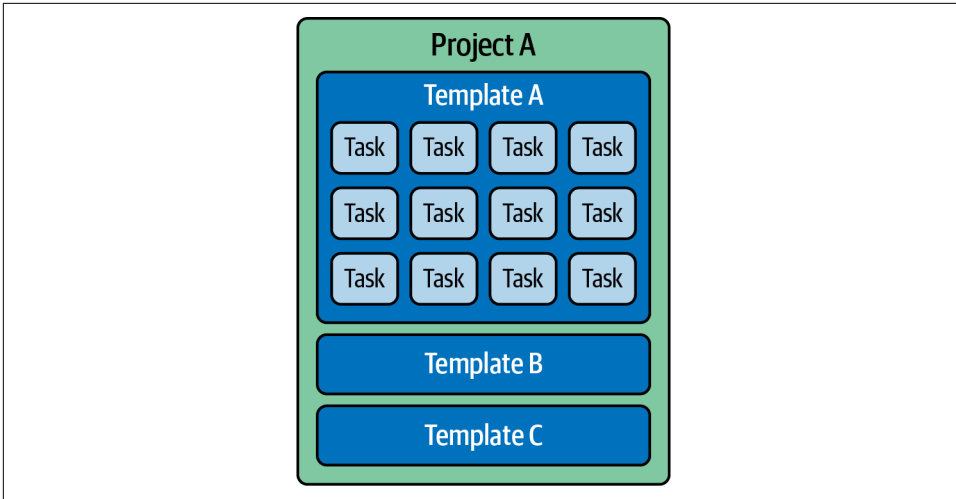 Project A
Template A
Task Task Task Task
Task Task Task Task
Task Task Task Task
Template B
Template C